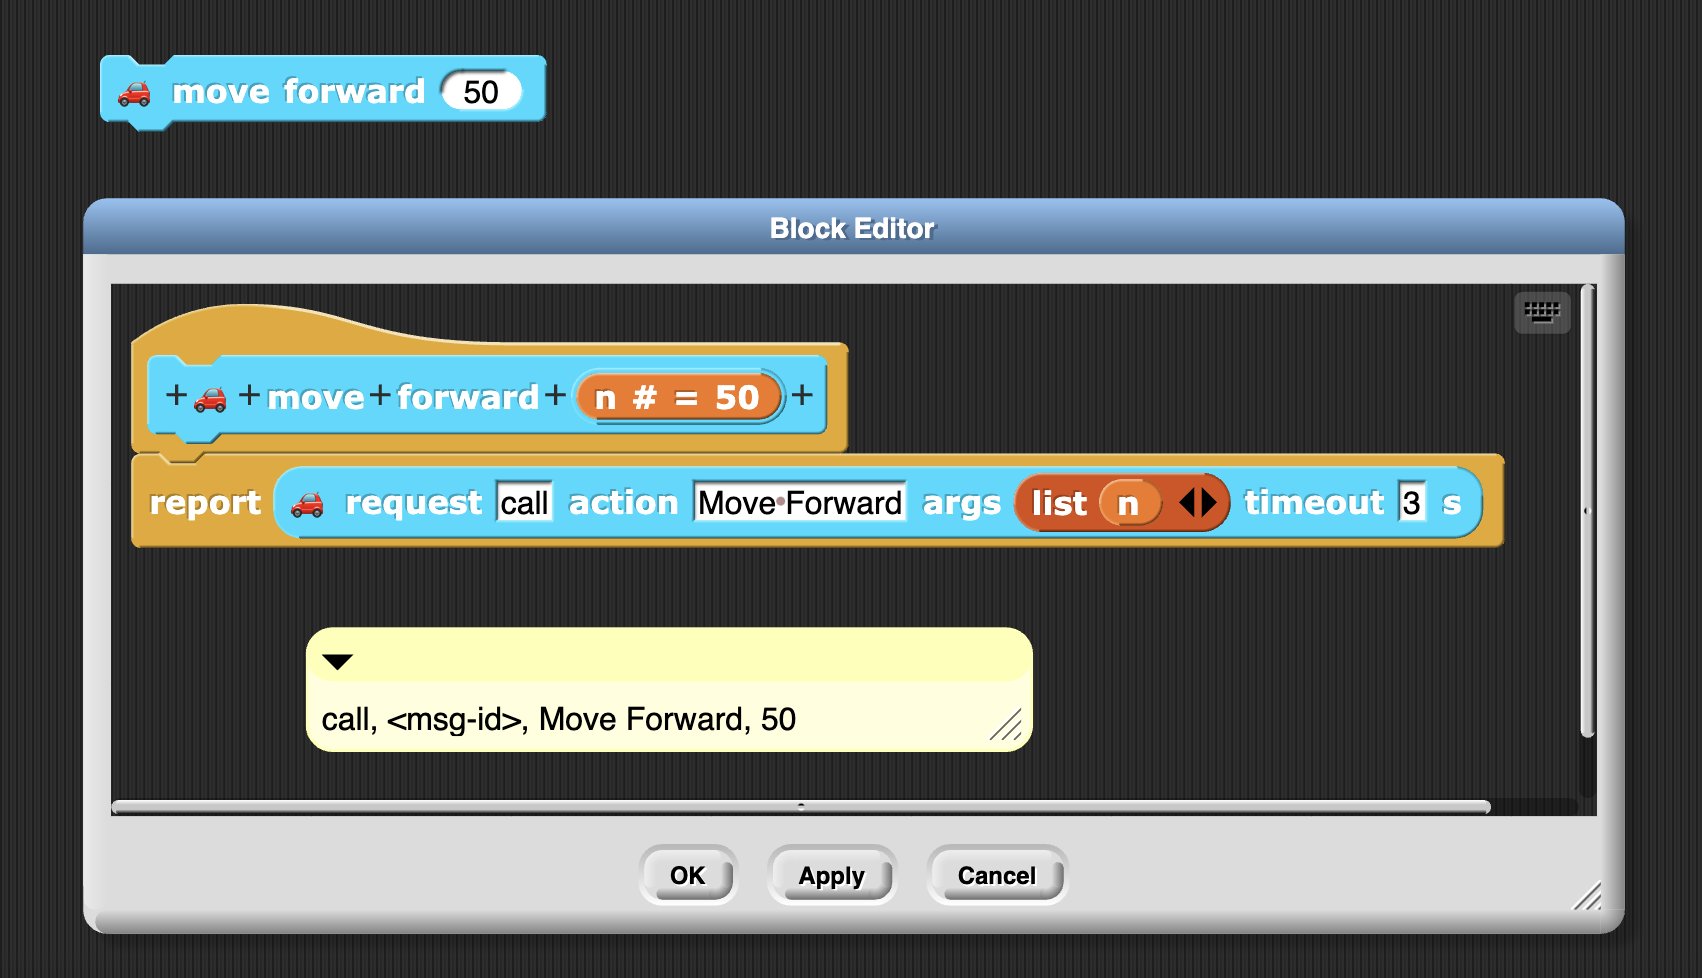 move forward 50
Block Editor
+ + move + forward + n # = 50 +
report request call action Move•Forward args list n timeout 3 s
call, <msg-id>, Move Forward, 50
OK Apply Cancel